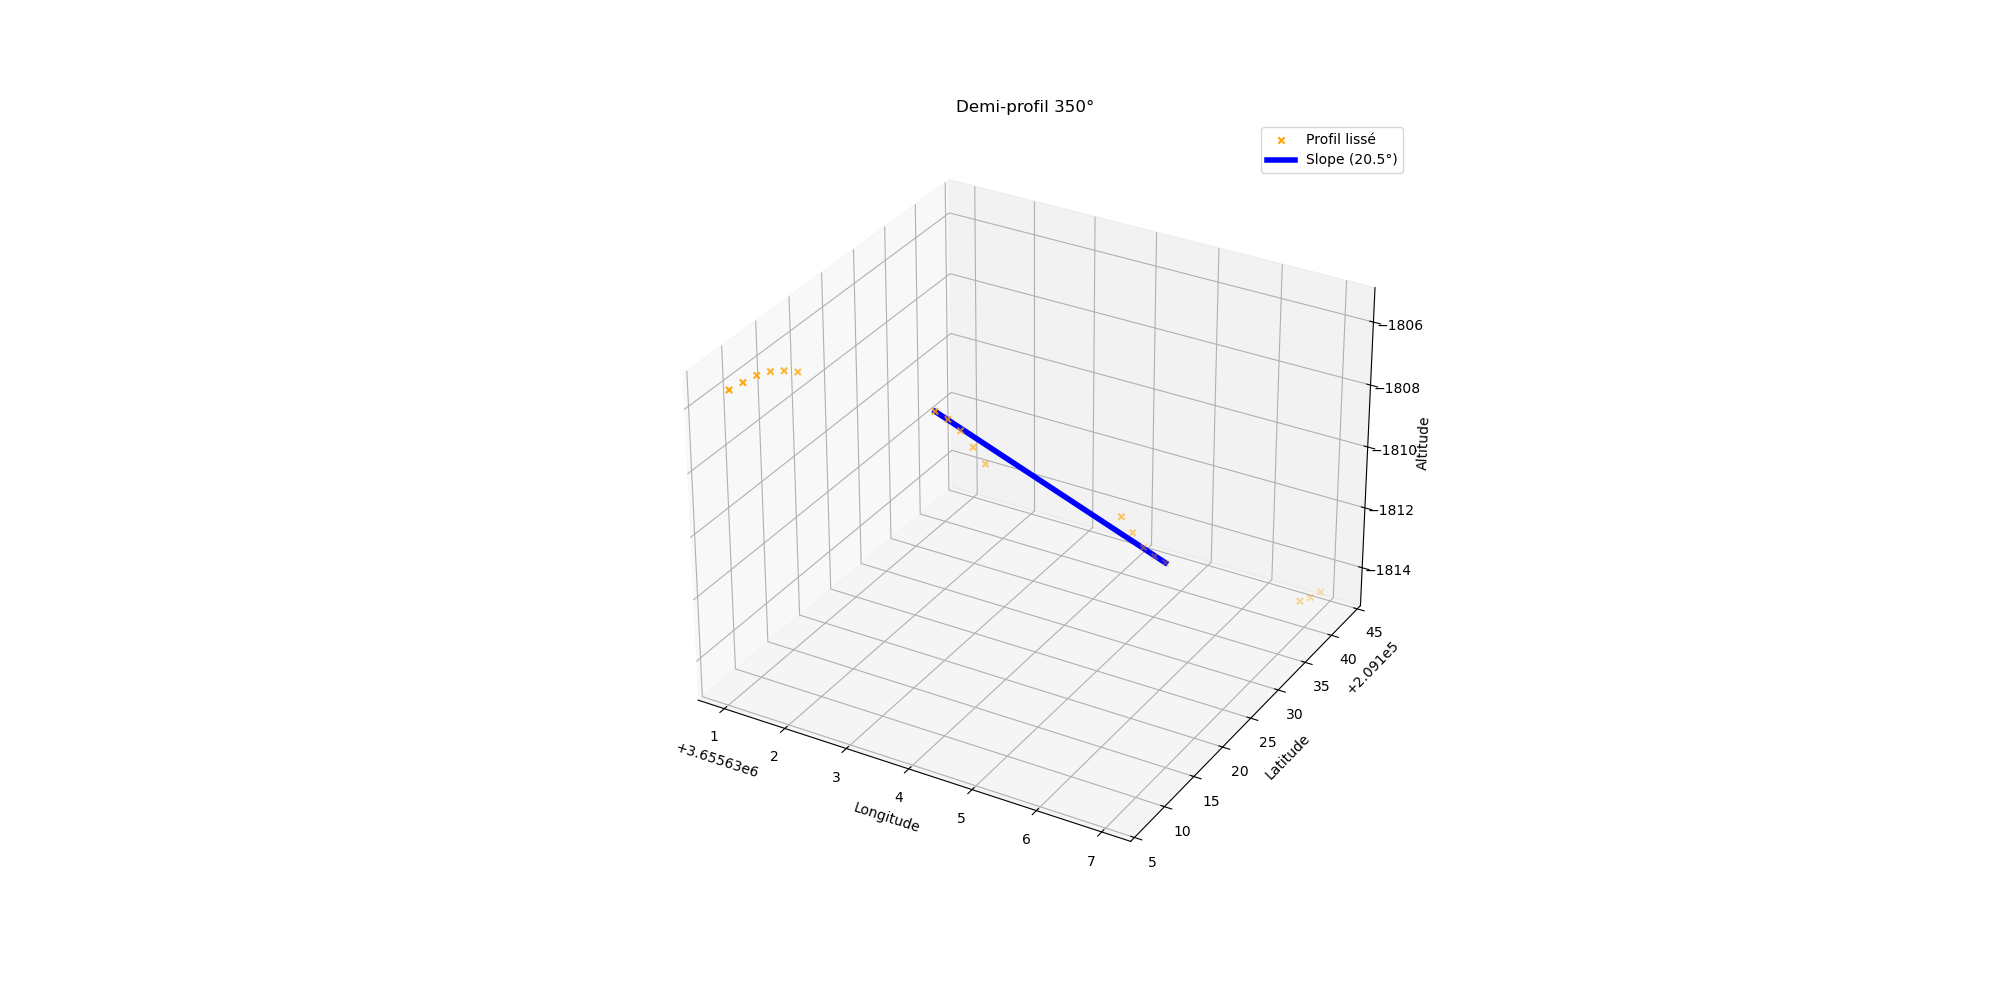 Demi-profil 350°
Profil lissé
Slope (20.5°)
−1806
−1808
−1810
−1812
−1814
Altitude
45
40
35
30
25
20
15
10
5
+2.091e5
Latitude
1
2
3
4
5
6
7
+3.65563e6
Longitude